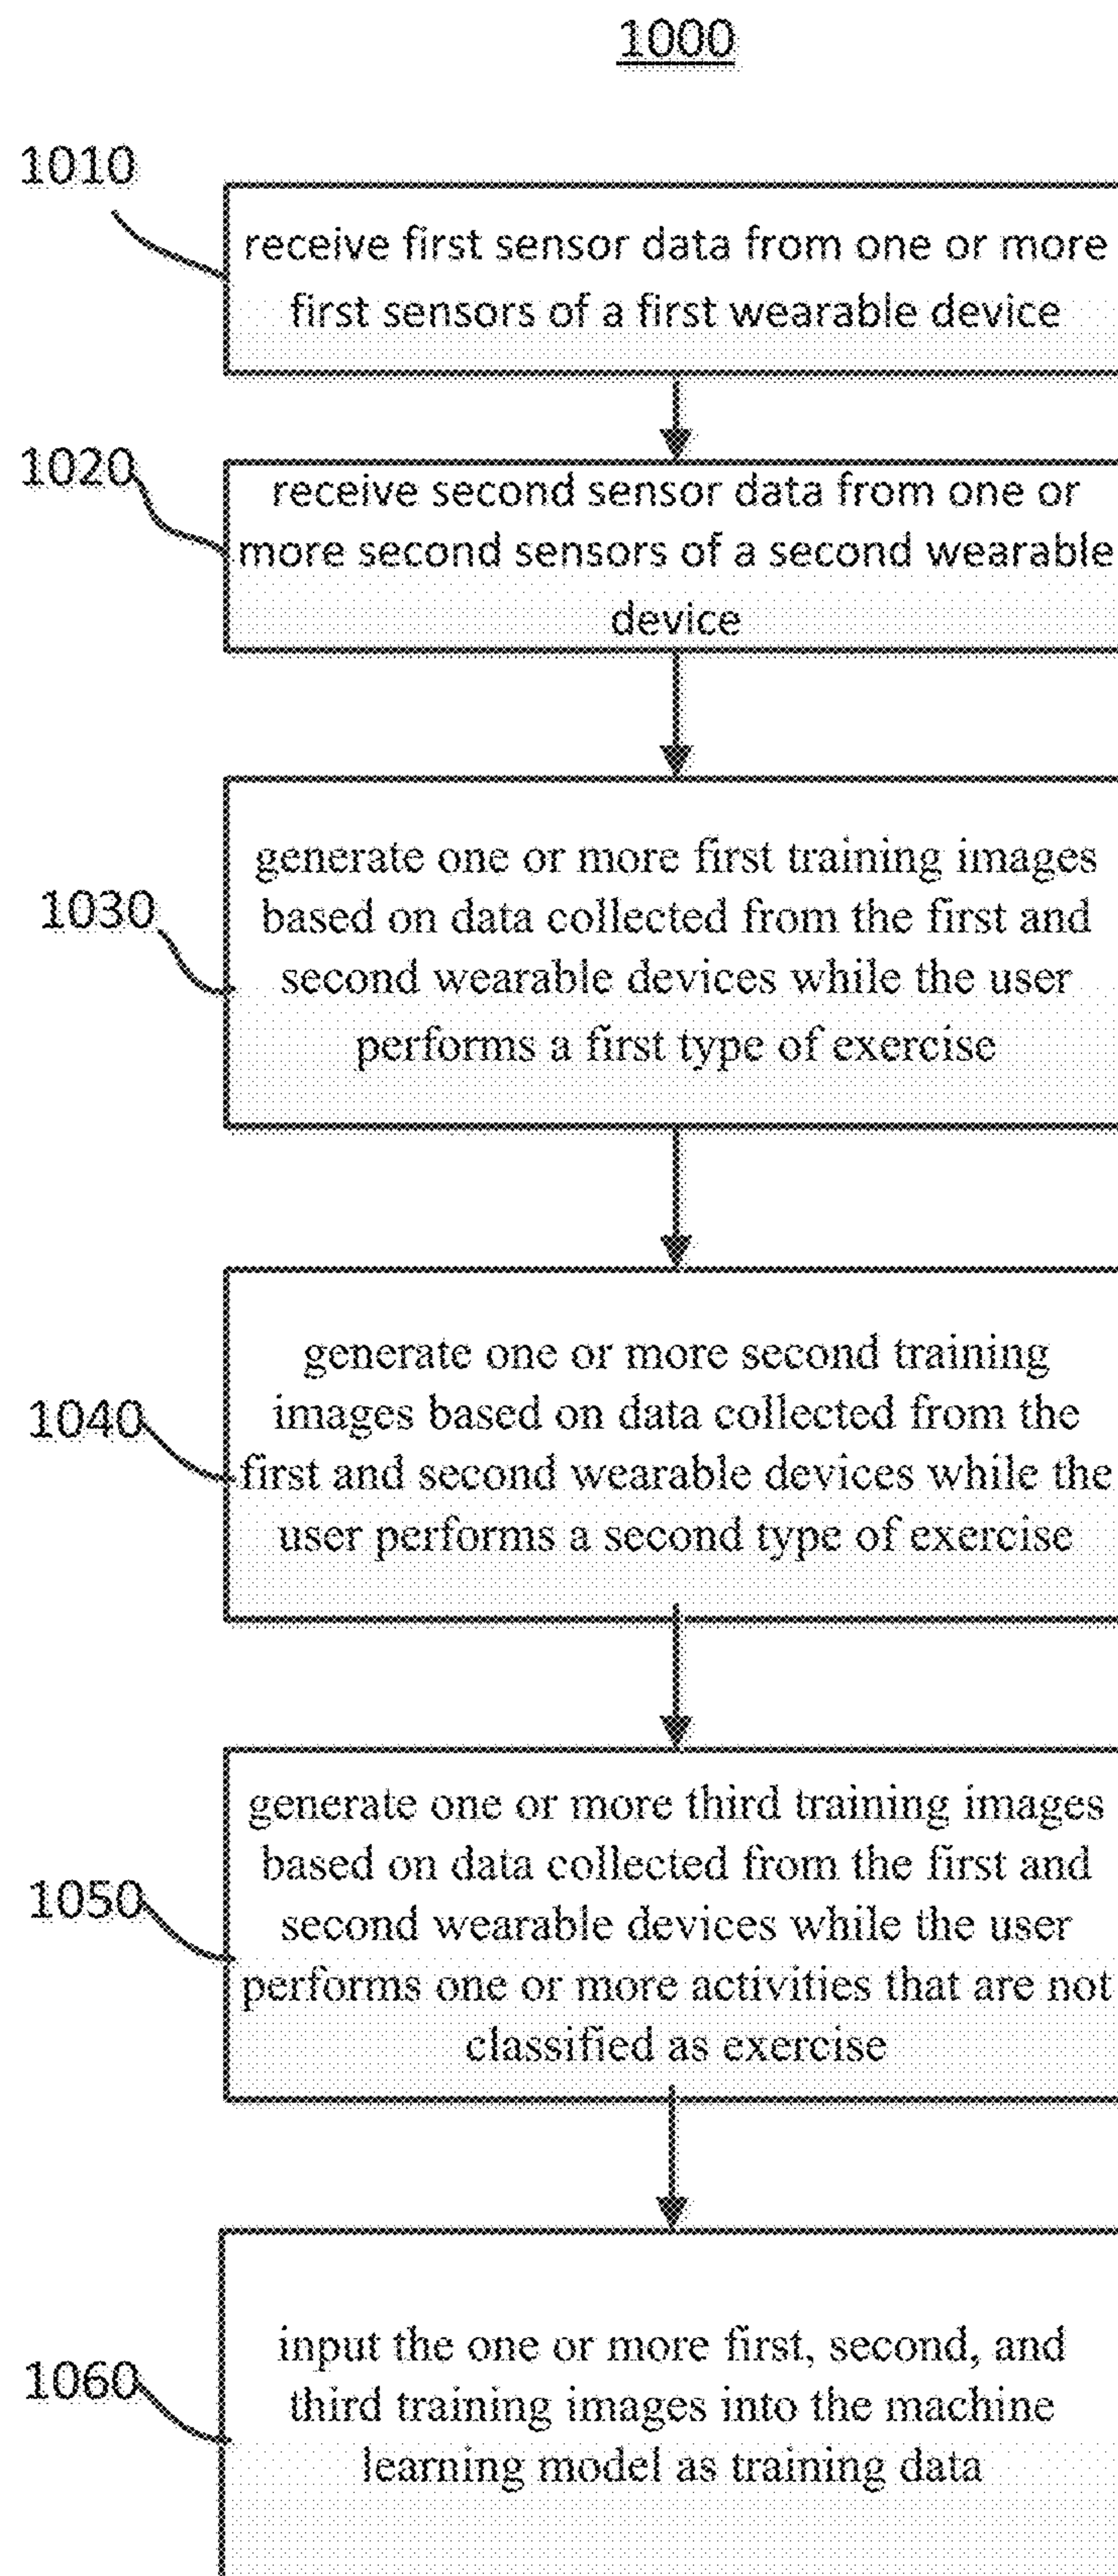 1000
1010
receive first sensor data from one or more
first sensors of a first wearable device
1020
receive second sensor data from one or
more second sensors of a second wearable
device
1030
generate one or more first training images
based on data collected from the first and
second wearable devices while the user
performs a first type of exercise
1040
generate one or more second training
images based on data collected from the
first and second wearable devices while the
user performs a second type of exercise
1050
generate one or more third training images
based on data collected from the first and
second wearable devices while the user
performs one or more activities that are not
classified as exercise
1060
input the one or more first, second, and
third training images into the machine
learning model as training data